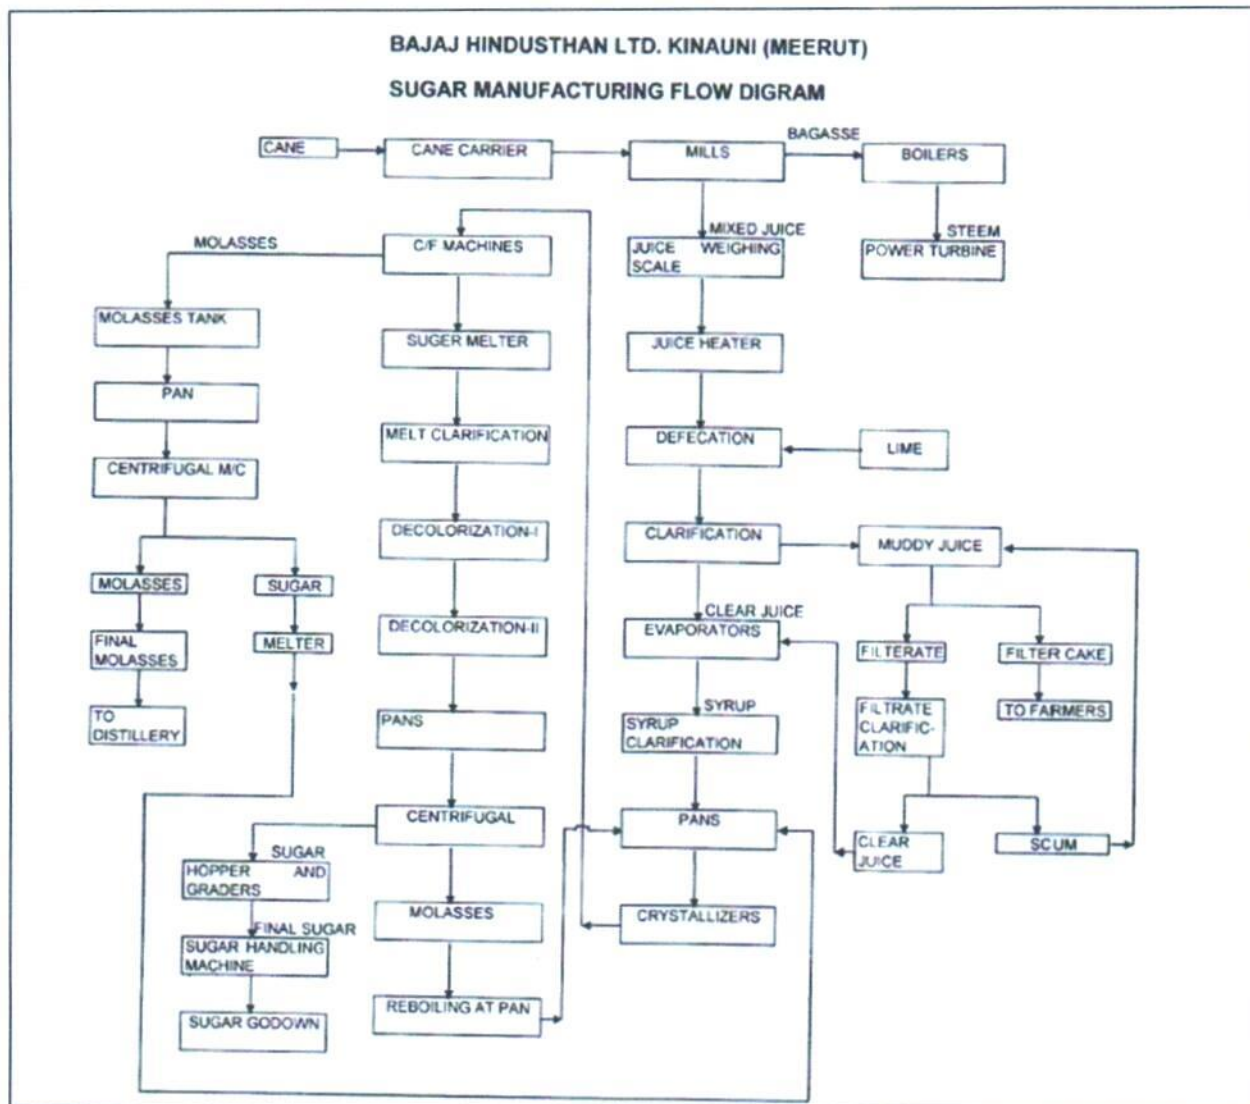 BAJAJ HINDUSTHAN LTD. KINAUNI (MEERUT)
SUGAR MANUFACTURING FLOW DIGRAM
CANE
CANE CARRIER
MILLS
BAGASSE
BOILERS
MIXED JUICE
STEEM
MOLASSES
C/F MACHINES
JUICE WEIGHING
SCALE
POWER TURBINE
MOLASSES TANK
SUGER MELTER
JUICE HEATER
PAN
MELT CLARIFICATION
DEFECATION
LIME
CENTRIFUGAL M/C
DECOLORIZATION-I
CLARIFICATION
MUDDY JUICE
MOLASSES
SUGAR
CLEAR JUICE
DECOLORIZATION-II
EVAPORATORS
FINAL
MOLASSES
MELTER
FILTERATE
FILTER CAKE
TO
DISTILLERY
PANS
SYRUP
SYRUP
CLARIFICATION
FILTRATE
CLARIFIC-
ATION
TO FARMERS
CENTRIFUGAL
PANS
CLEAR
JUICE
SCUM
SUGAR
HOPPER AND
GRADERS
MOLASSES
CRYSTALLIZERS
FINAL SUGAR
SUGAR HANDLING
MACHINE
REBOILING AT PAN
SUGAR GODOWN